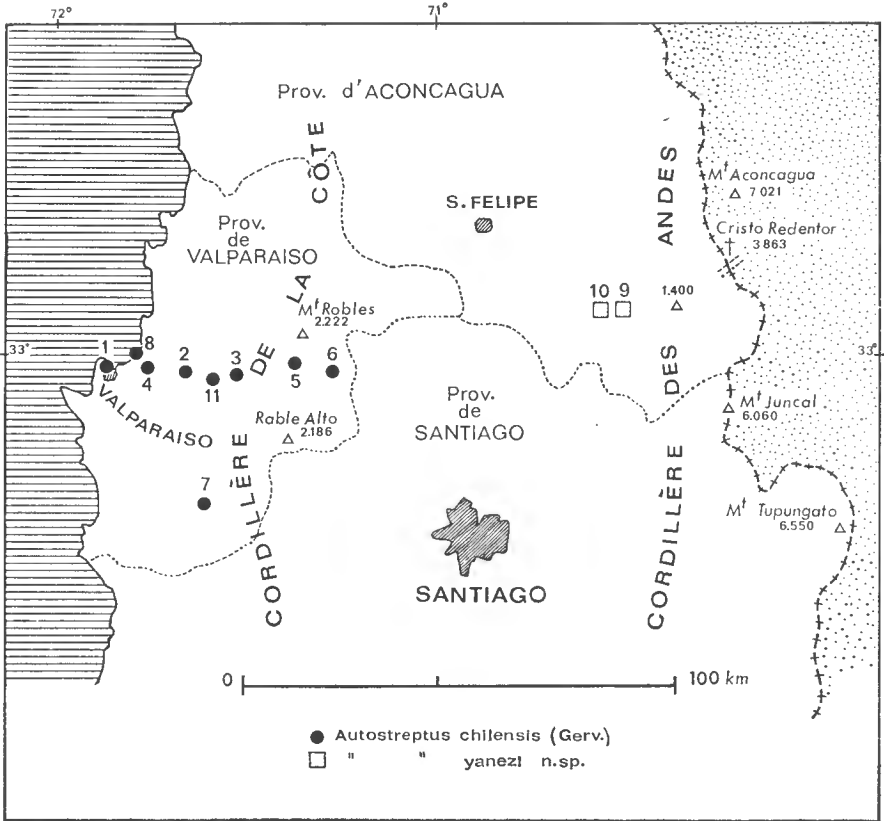 72°
71°
Prov. d'ACONCAGUA
CÔTE
ANDES
Mt Aconcagua
7 021
S. FELIPE
Prov.
de
VALPARAISO
Cristo Redentor
3 863
LA
10 9
1.400
Mt Robles
2.222
33°
33°
1
8
4
2
11
3
DE
5
6
VALPARAISO
Prov.
de
SANTIAGO
DES
Mt Juncal
6.060
Rable Alto
2.186
7
CORDILLÈRE
CORDILLÈRE
Mt Tupungato
6.550
SANTIAGO
0
100 km
Autostreptus chilensis (Gerv.)
" " yanezi n.sp.